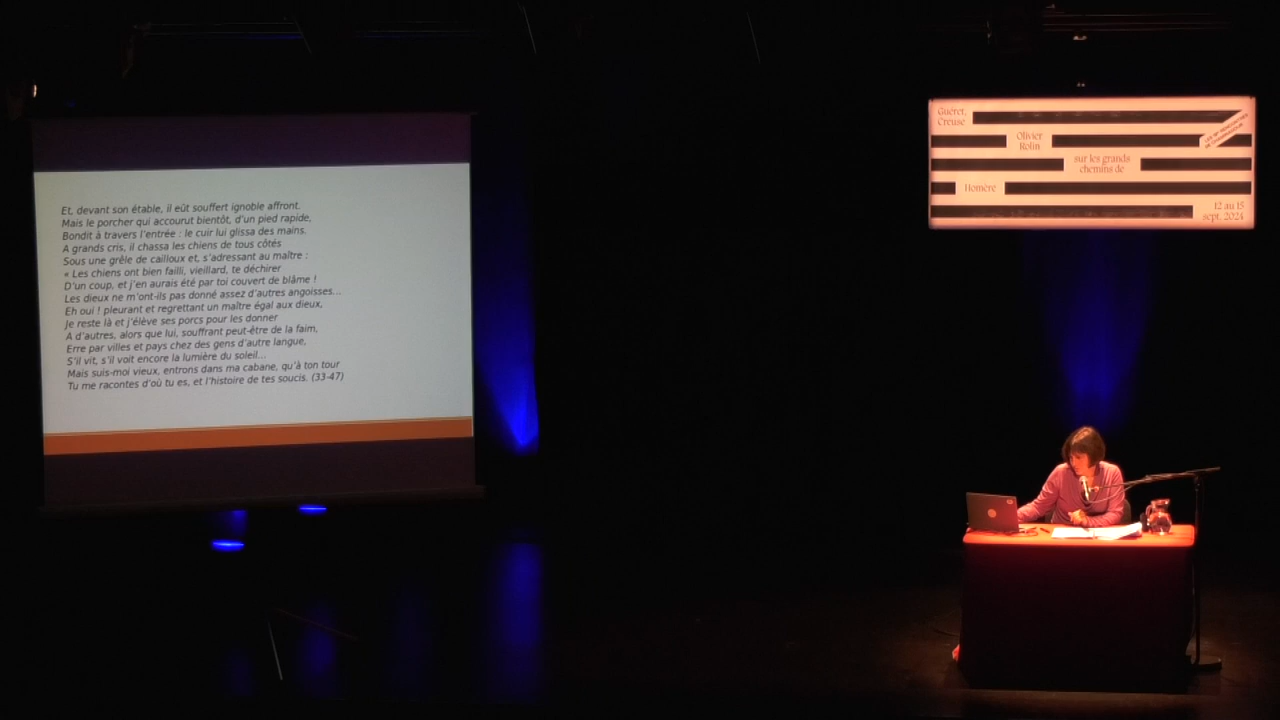 Et, devant son étable, il eût souffert ignoble affront.
Mais le porcher qui accourut bientôt, d'un pied rapide,
Bondit à travers l'entrée : le cuir lui glissa des mains.
A grands cris, il chassa les chiens de tous côtés
Sous une grêle de cailloux et, s'adressant au maître :
« Les chiens ont bien failli, vieillard, te déchirer
D'un coup, et j'en aurais été par toi couvert de blâme !
Les dieux ne m'ont-ils pas donné assez d'autres angoisses...
Eh oui ! pleurant et regrettant un maître égal aux dieux,
Je reste là et j'élève ses porcs pour les donner
A d'autres, alors que lui, souffrant peut-être de la faim,
Erre par villes et pays chez des gens d'autre langue,
S'il vit, s'il voit encore la lumière du soleil...
Mais suis-moi vieux, entrons dans ma cabane, qu'à ton tour
Tu me racontes d'où tu es, et l'histoire de tes soucis. (33-47)
Guéret,
Creuse
Olivier
Rolin
sur les grands
chemins de
Homère
12 au 15
sept. 2024